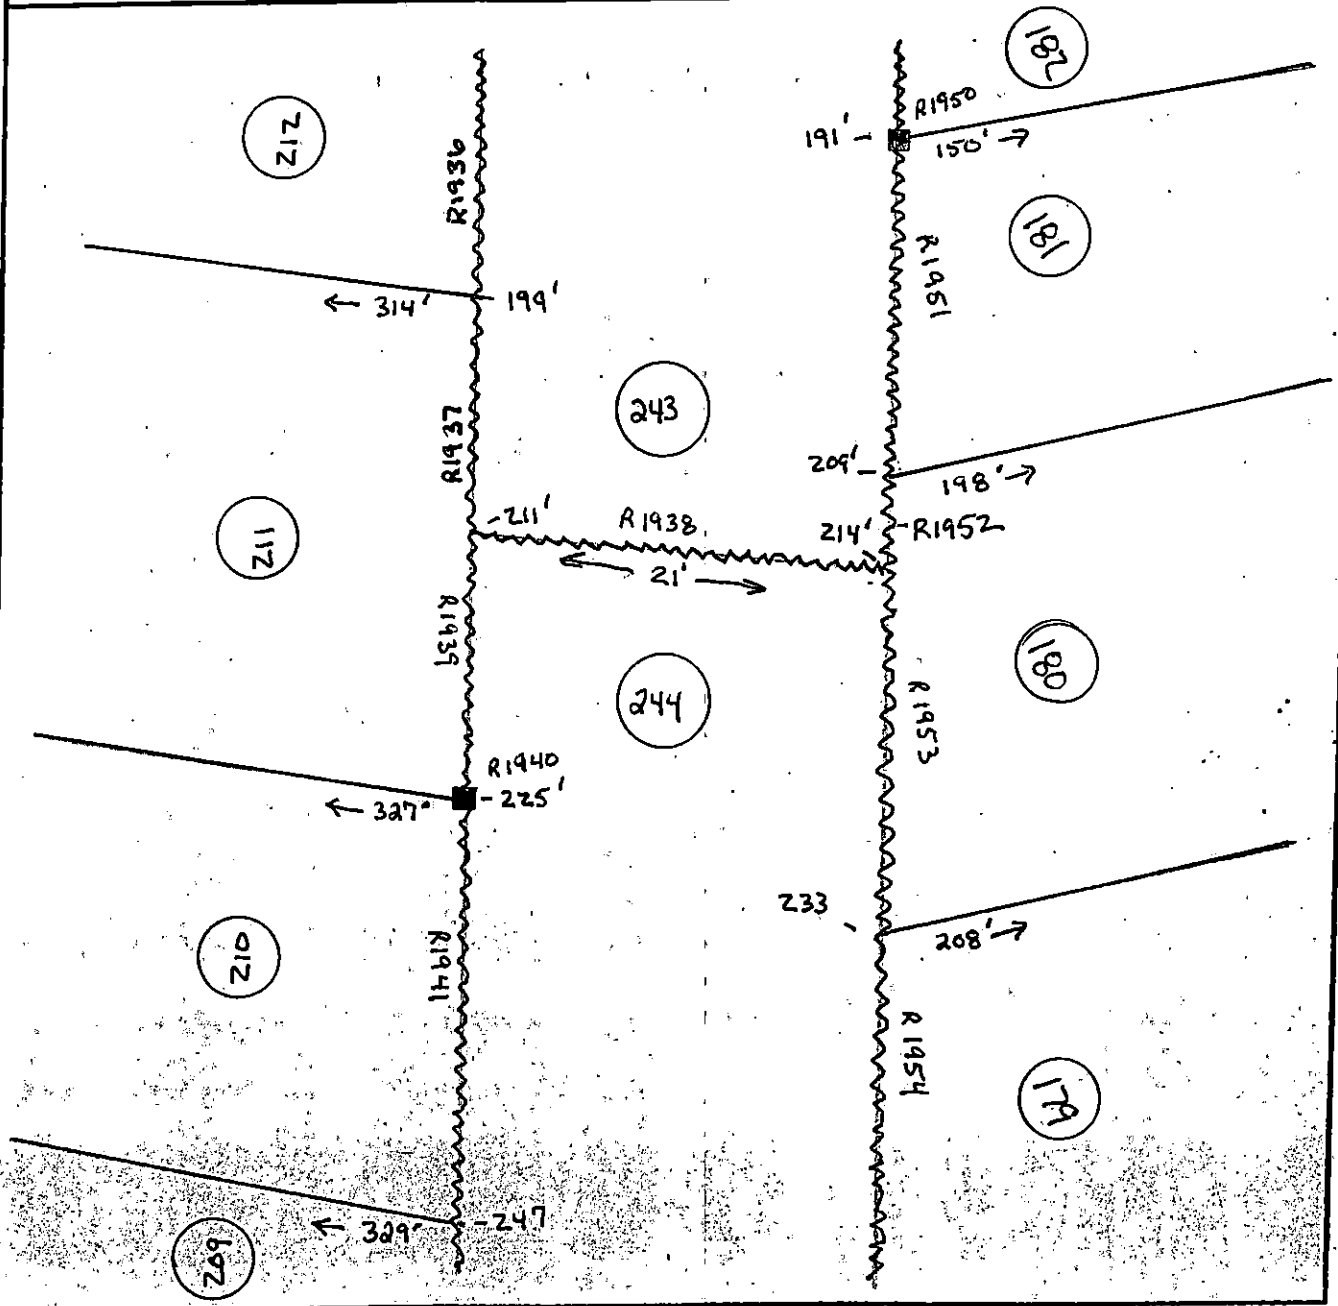 182
R1950
191' -
150' →
212
R1936
181
R1951
← 314'
199'
243
R1937
209' -
198' →
- 211'
R1938
214'
- R1952
211
← 21' →
R1939
180
244
R1953
R1940
- 225'
← 327'
233
208' →
210
R1941
R1954
179
- 247
← 329'
209